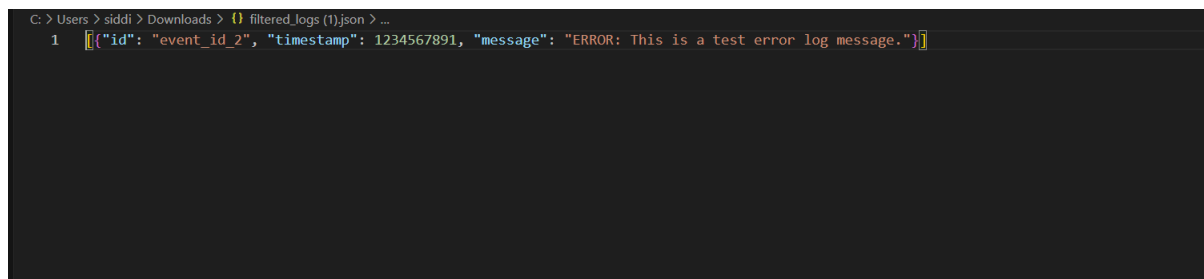 C: > Users > siddi > Downloads > {} filtered_logs (1).json > ...
1 [{"id": "event_id_2", "timestamp": 1234567891, "message": "ERROR: This is a test error log message."}]